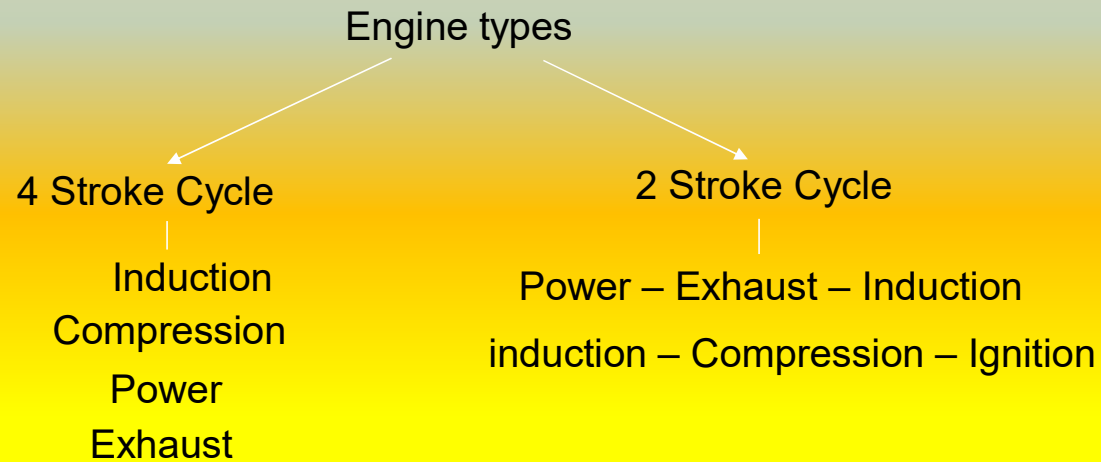 Engine types
4 Stroke Cycle
Induction
Compression
Power
Exhaust
2 Stroke Cycle
Power – Exhaust – Induction
induction – Compression – Ignition